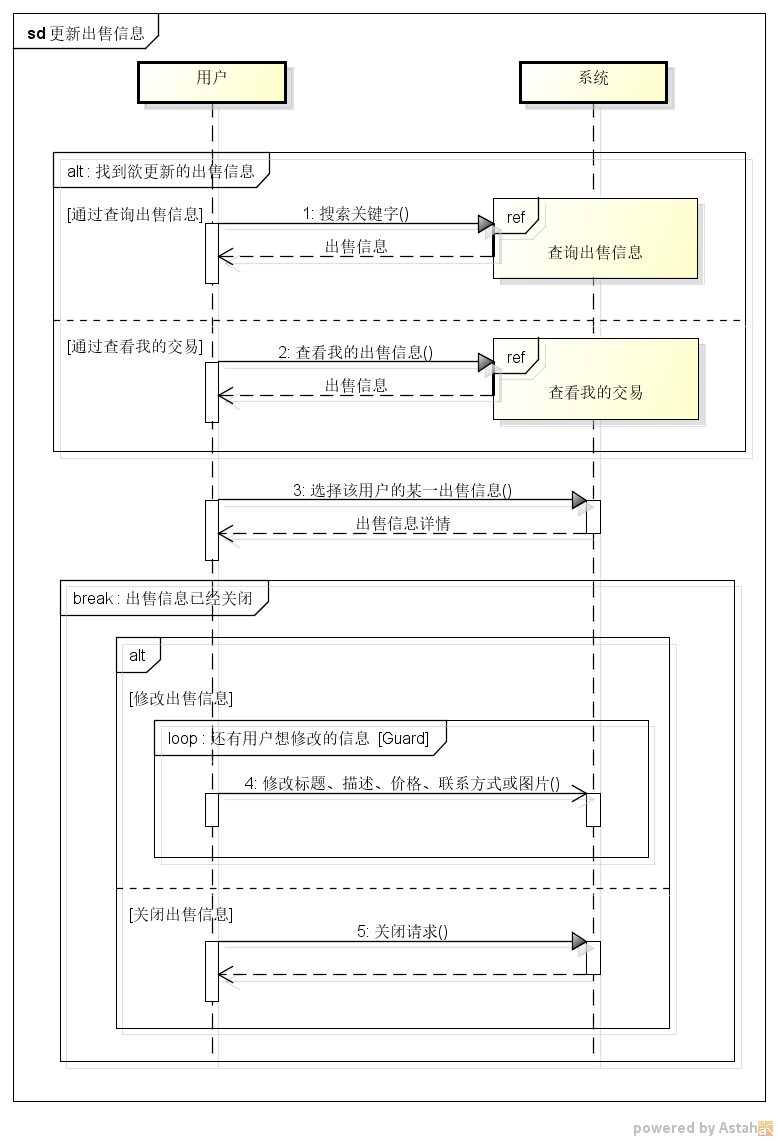 sd 更新出售信息
用户
系统
alt : 找到欲更新的出售信息
[通过查询出售信息]
1: 搜索关键字()
ref
出售信息
查询出售信息
[通过查看我的交易]
2: 查看我的出售信息()
ref
出售信息
查看我的交易
3: 选择该用户的某一出售信息()
出售信息详情
break : 出售信息已经关闭
alt
[修改出售信息]
loop : 还有用户想修改的信息 [Guard]
4: 修改标题、描述、价格、联系方式或图片()
[关闭出售信息]
5: 关闭请求()
powered by Astah